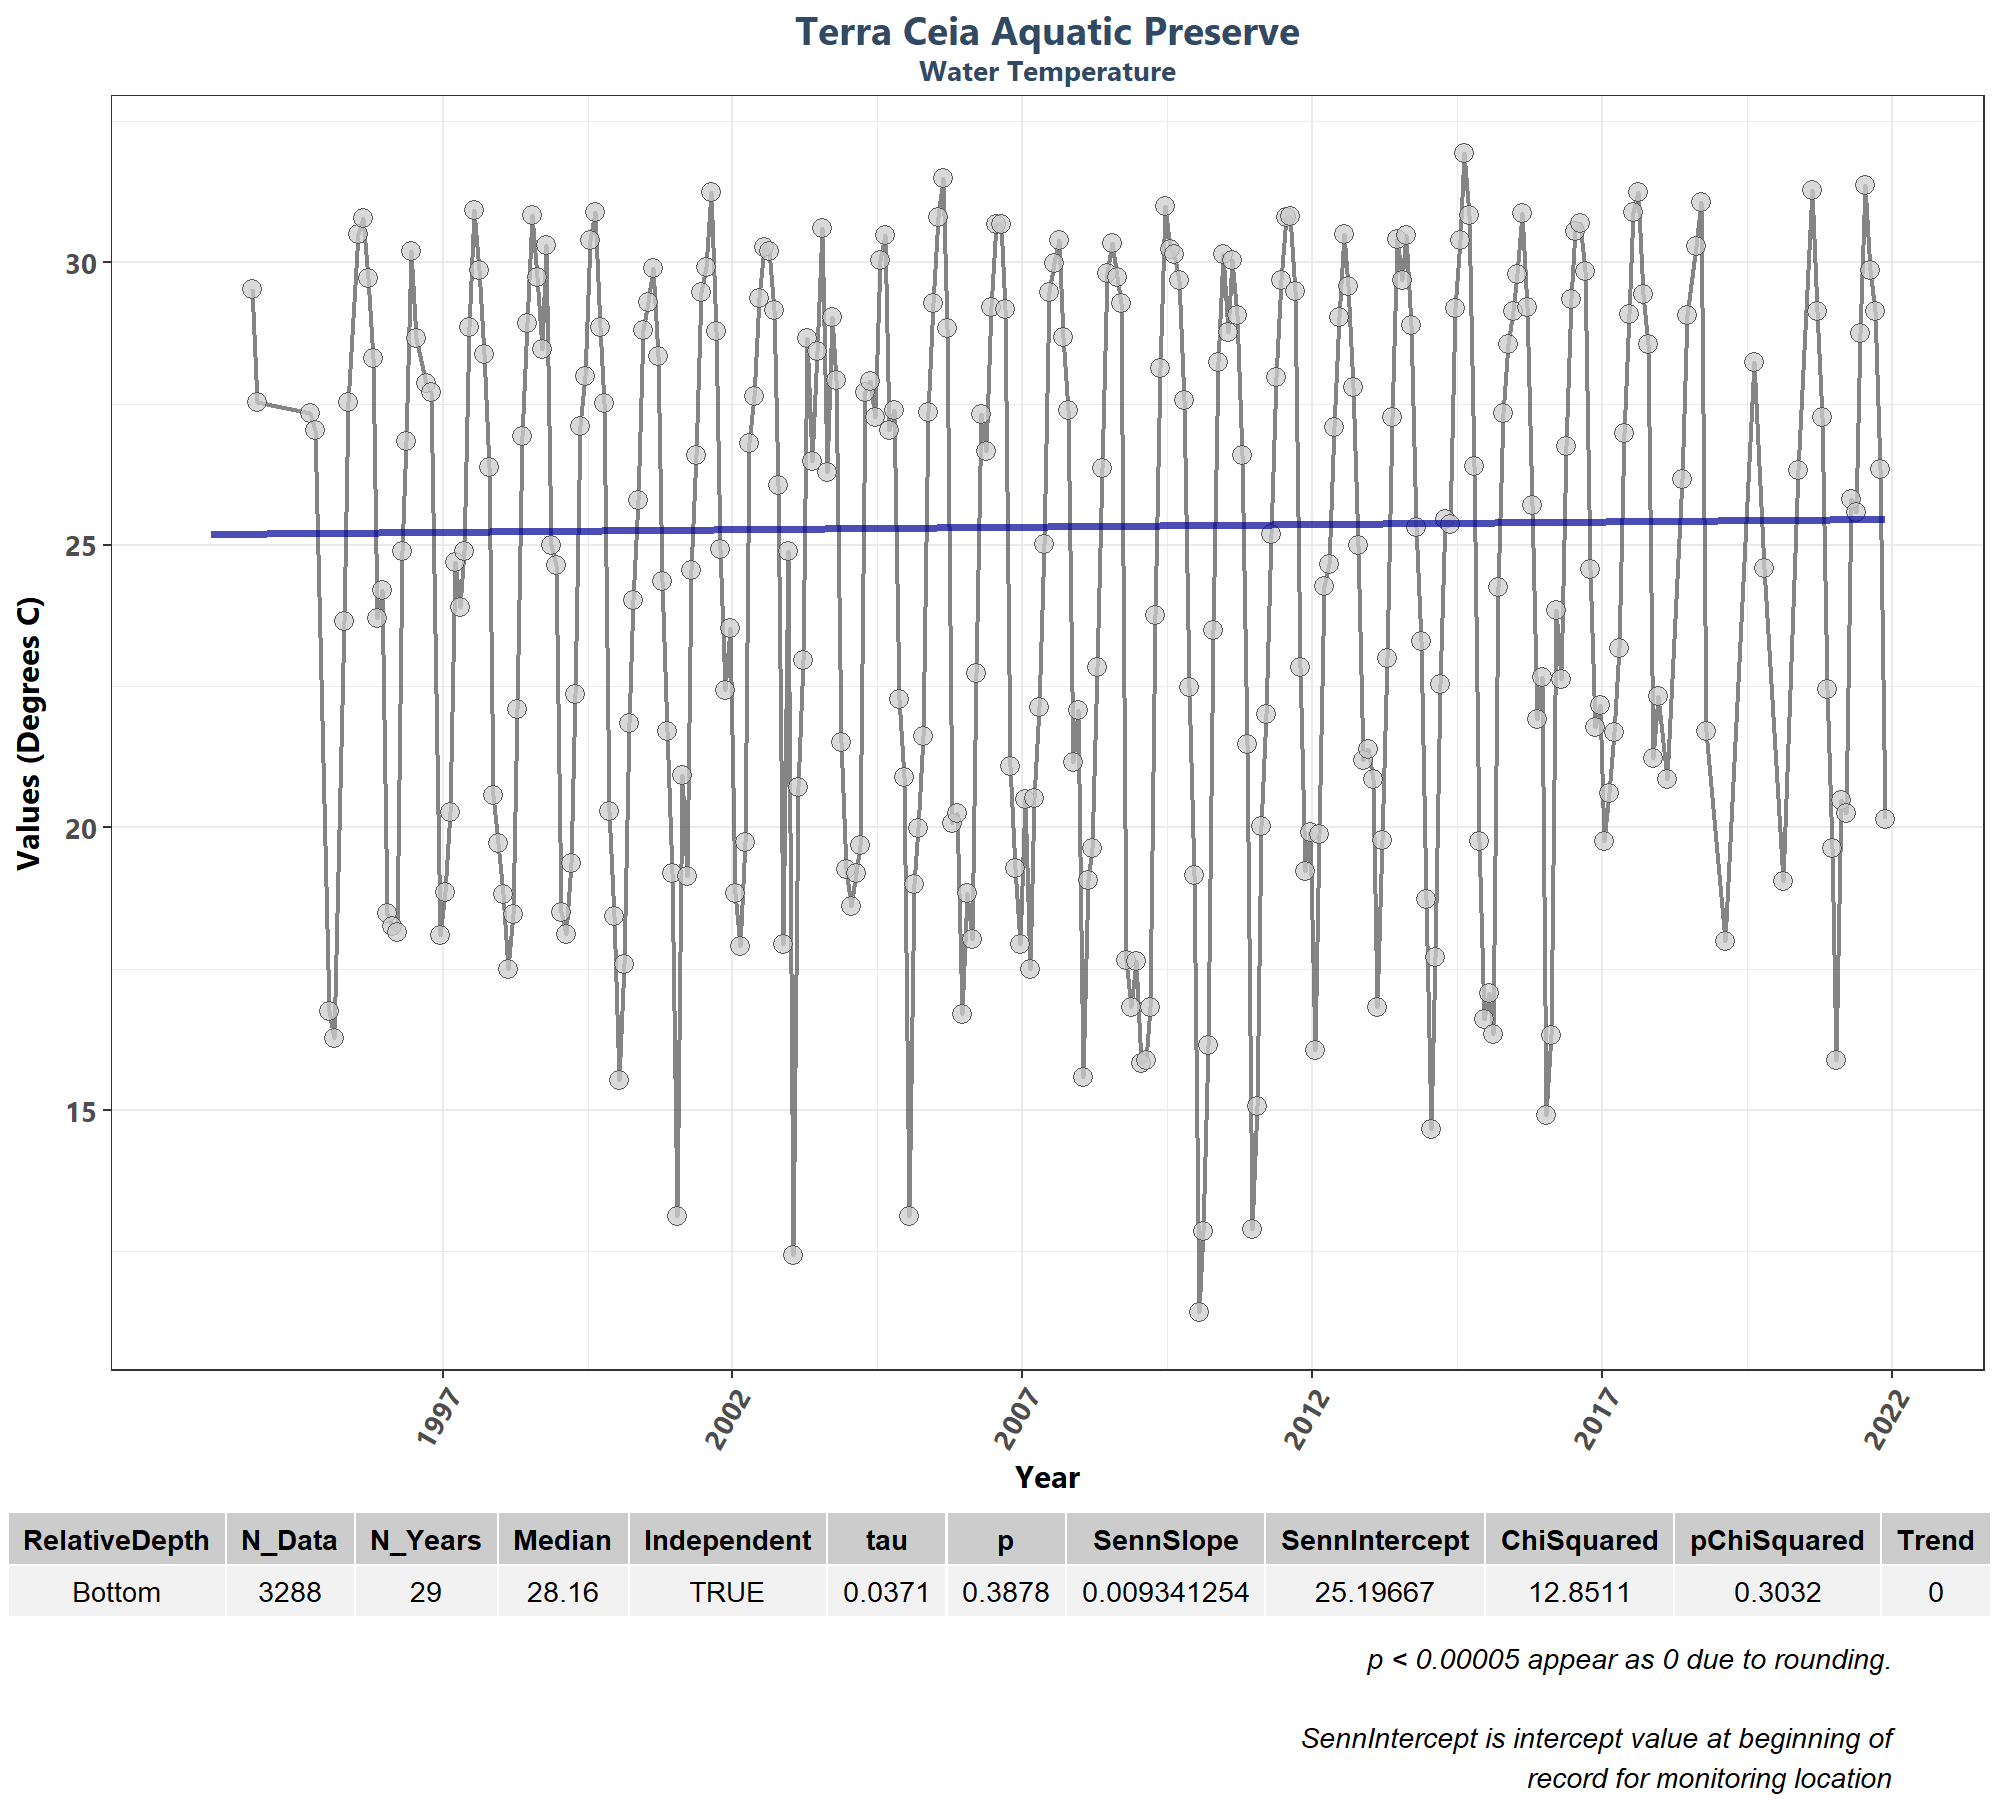 Terra Ceia Aquatic Preserve
Water Temperature
Values (Degrees C)
30
25
20
15
1997
2002
2007
2012
2017
2022
Year
RelativeDepth N_Data N_Years Median Independent tau p SennSlope SennIntercept ChiSquared pChiSquared Trend
Bottom 3288 29 28.16 TRUE 0.0371 0.3878 0.009341254 25.19667 12.8511 0.3032 0
p < 0.00005 appear as 0 due to rounding.
SennIntercept is intercept value at beginning of
record for monitoring location